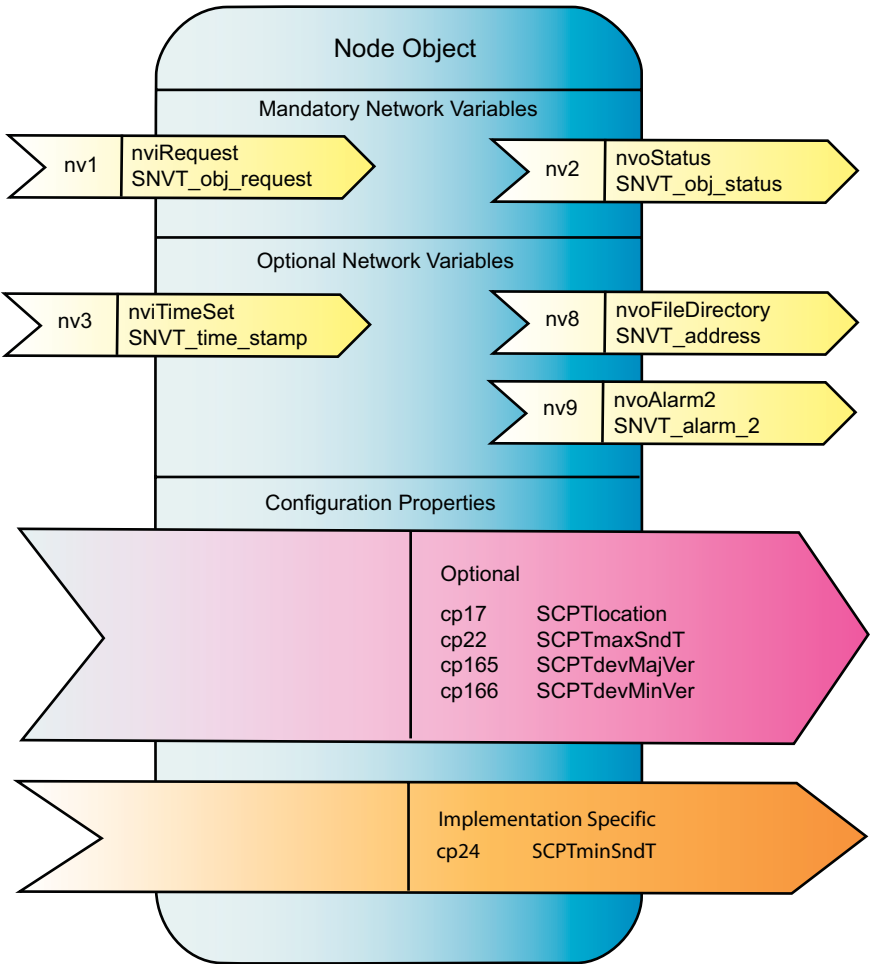 Node Object
Mandatory Network Variables
nv1
nviRequest
SNVT_obj_request
nv2
nvoStatus
SNVT_obj_status
Optional Network Variables
nv3
nviTimeSet
SNVT_time_stamp
nv8
nvoFileDirectory
SNVT_address
nv9
nvoAlarm2
SNVT_alarm_2
Configuration Properties
Optional
cp17 SCPTlocation
cp22 SCPTmaxSndT
cp165 SCPTdevMajVer
cp166 SCPTdevMinVer
Implementation Specific
cp24 SCPTminSndT